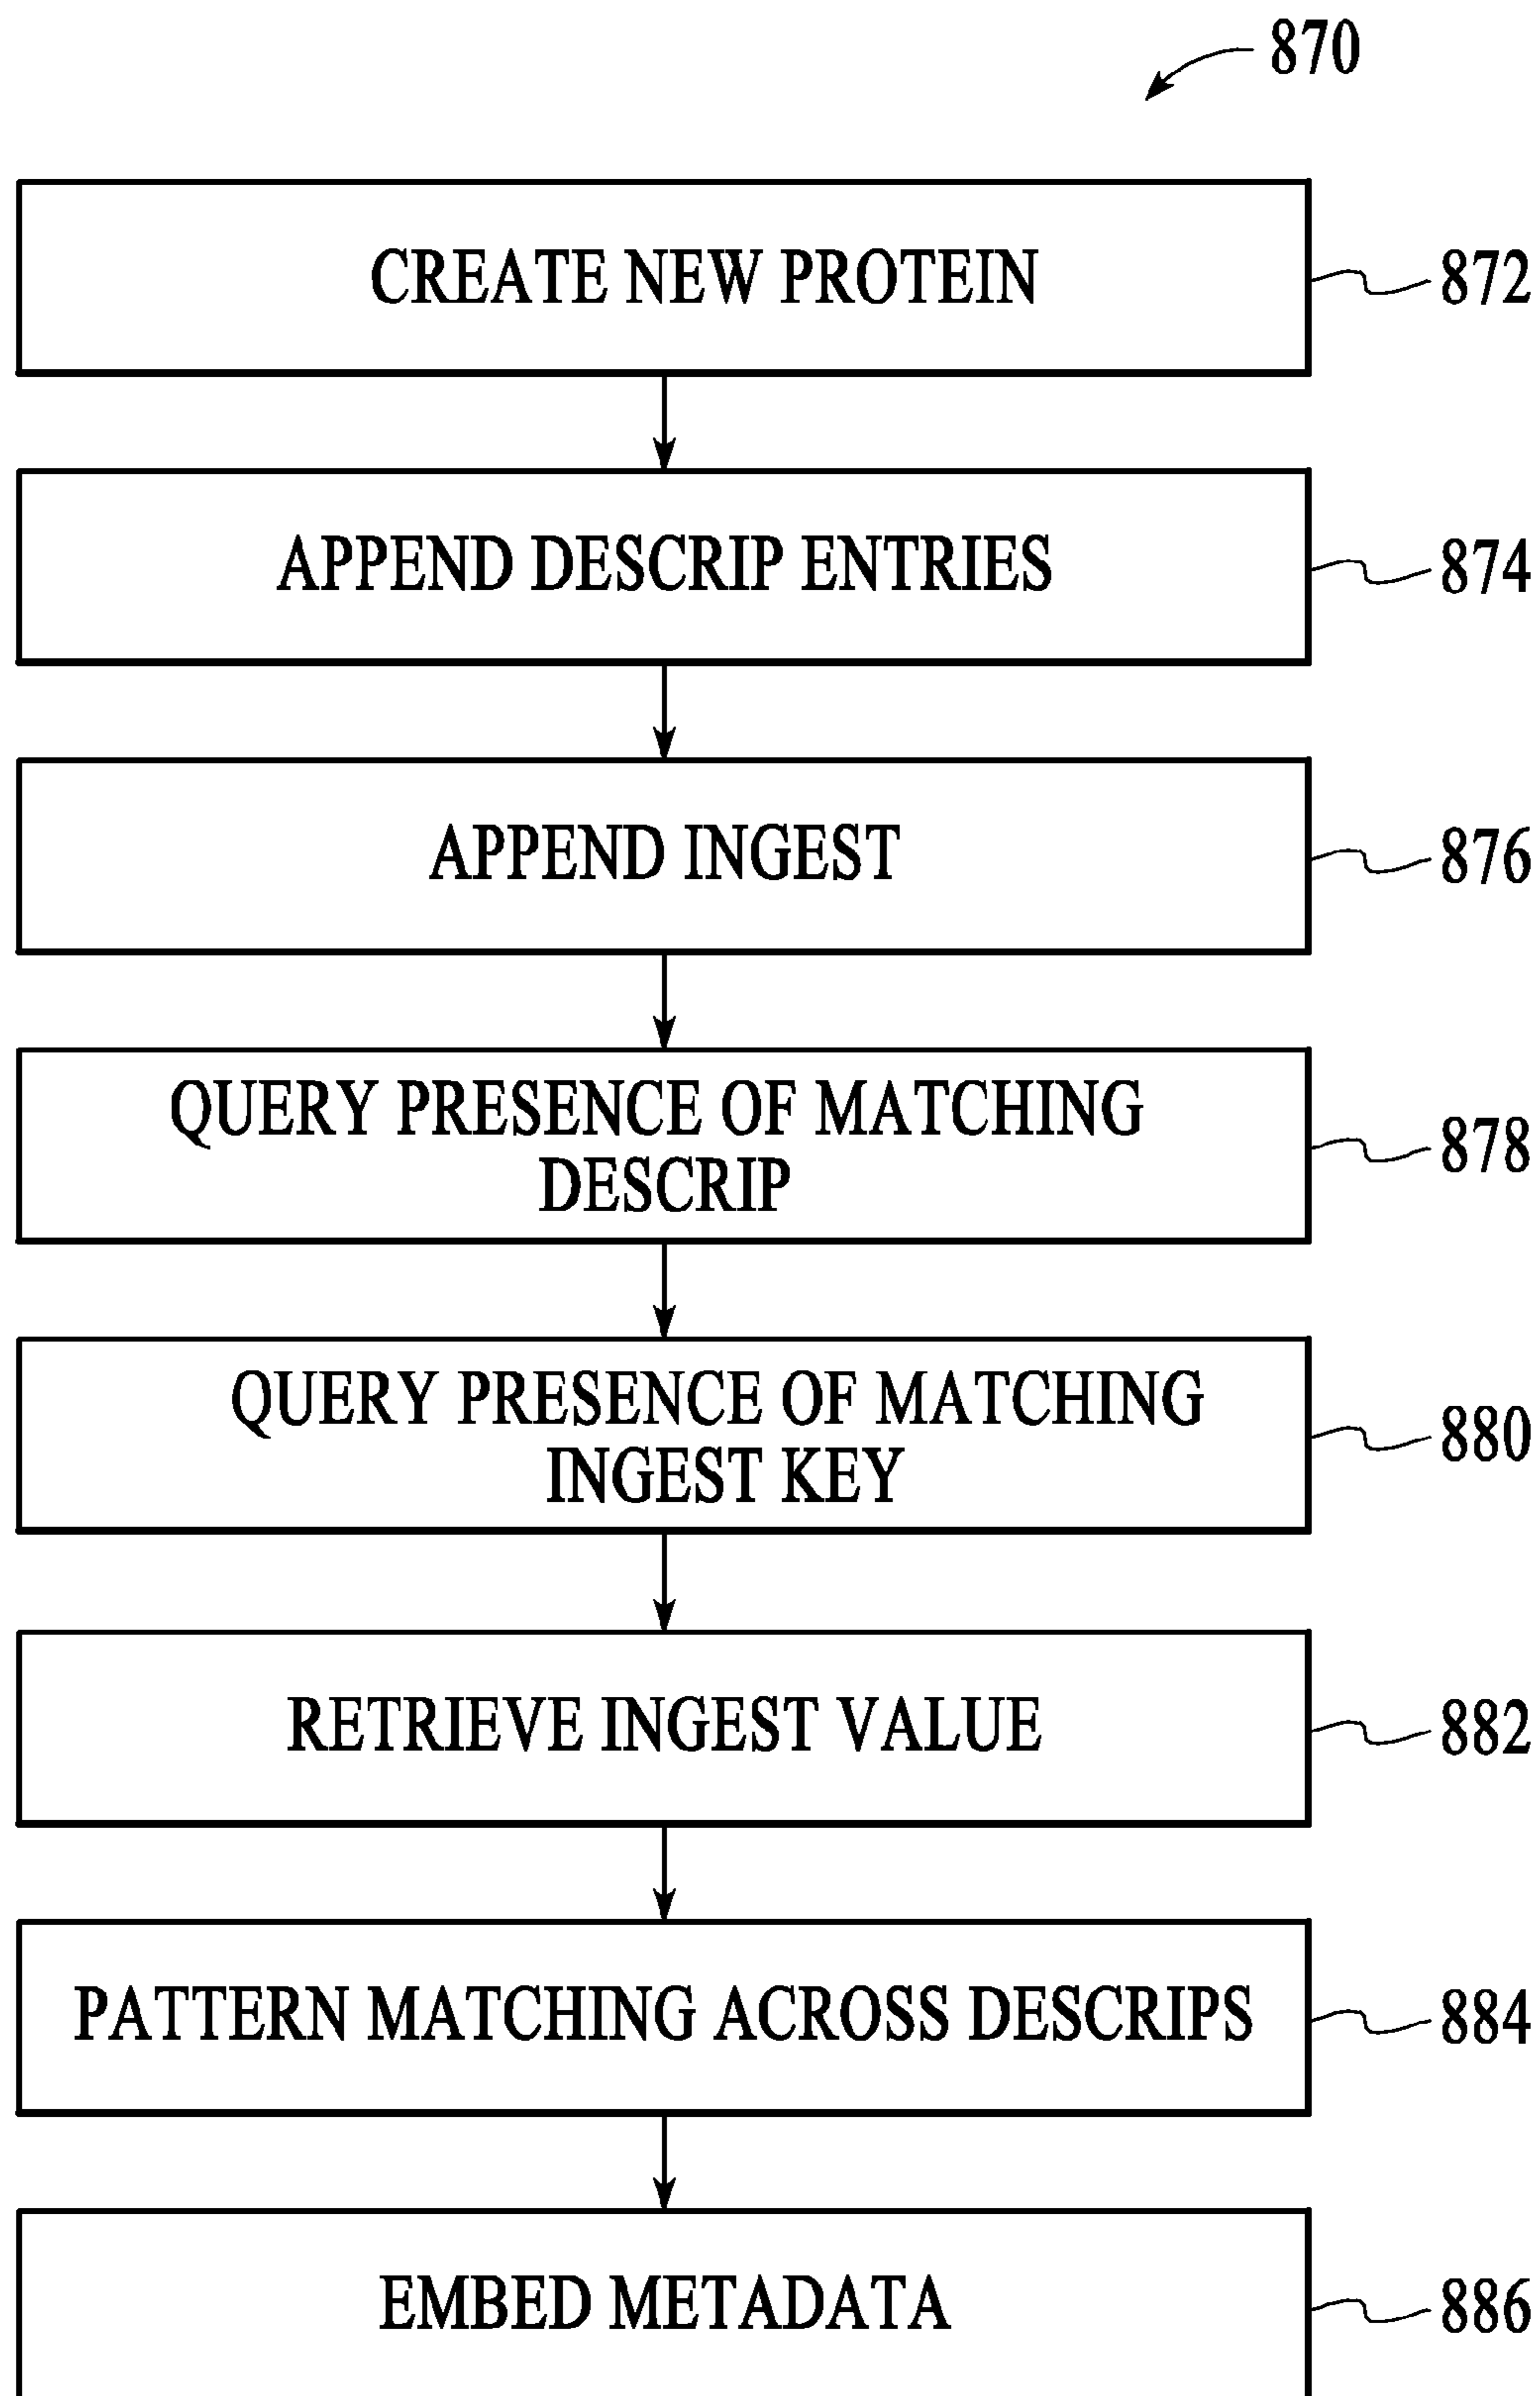 870
CREATE NEW PROTEIN
872
APPEND DESCRIP ENTRIES
874
APPEND INGEST
876
QUERY PRESENCE OF MATCHING
DESCRIP
878
QUERY PRESENCE OF MATCHING
INGEST KEY
880
RETRIEVE INGEST VALUE
882
PATTERN MATCHING ACROSS DESCRIPS
884
EMBED METADATA
886